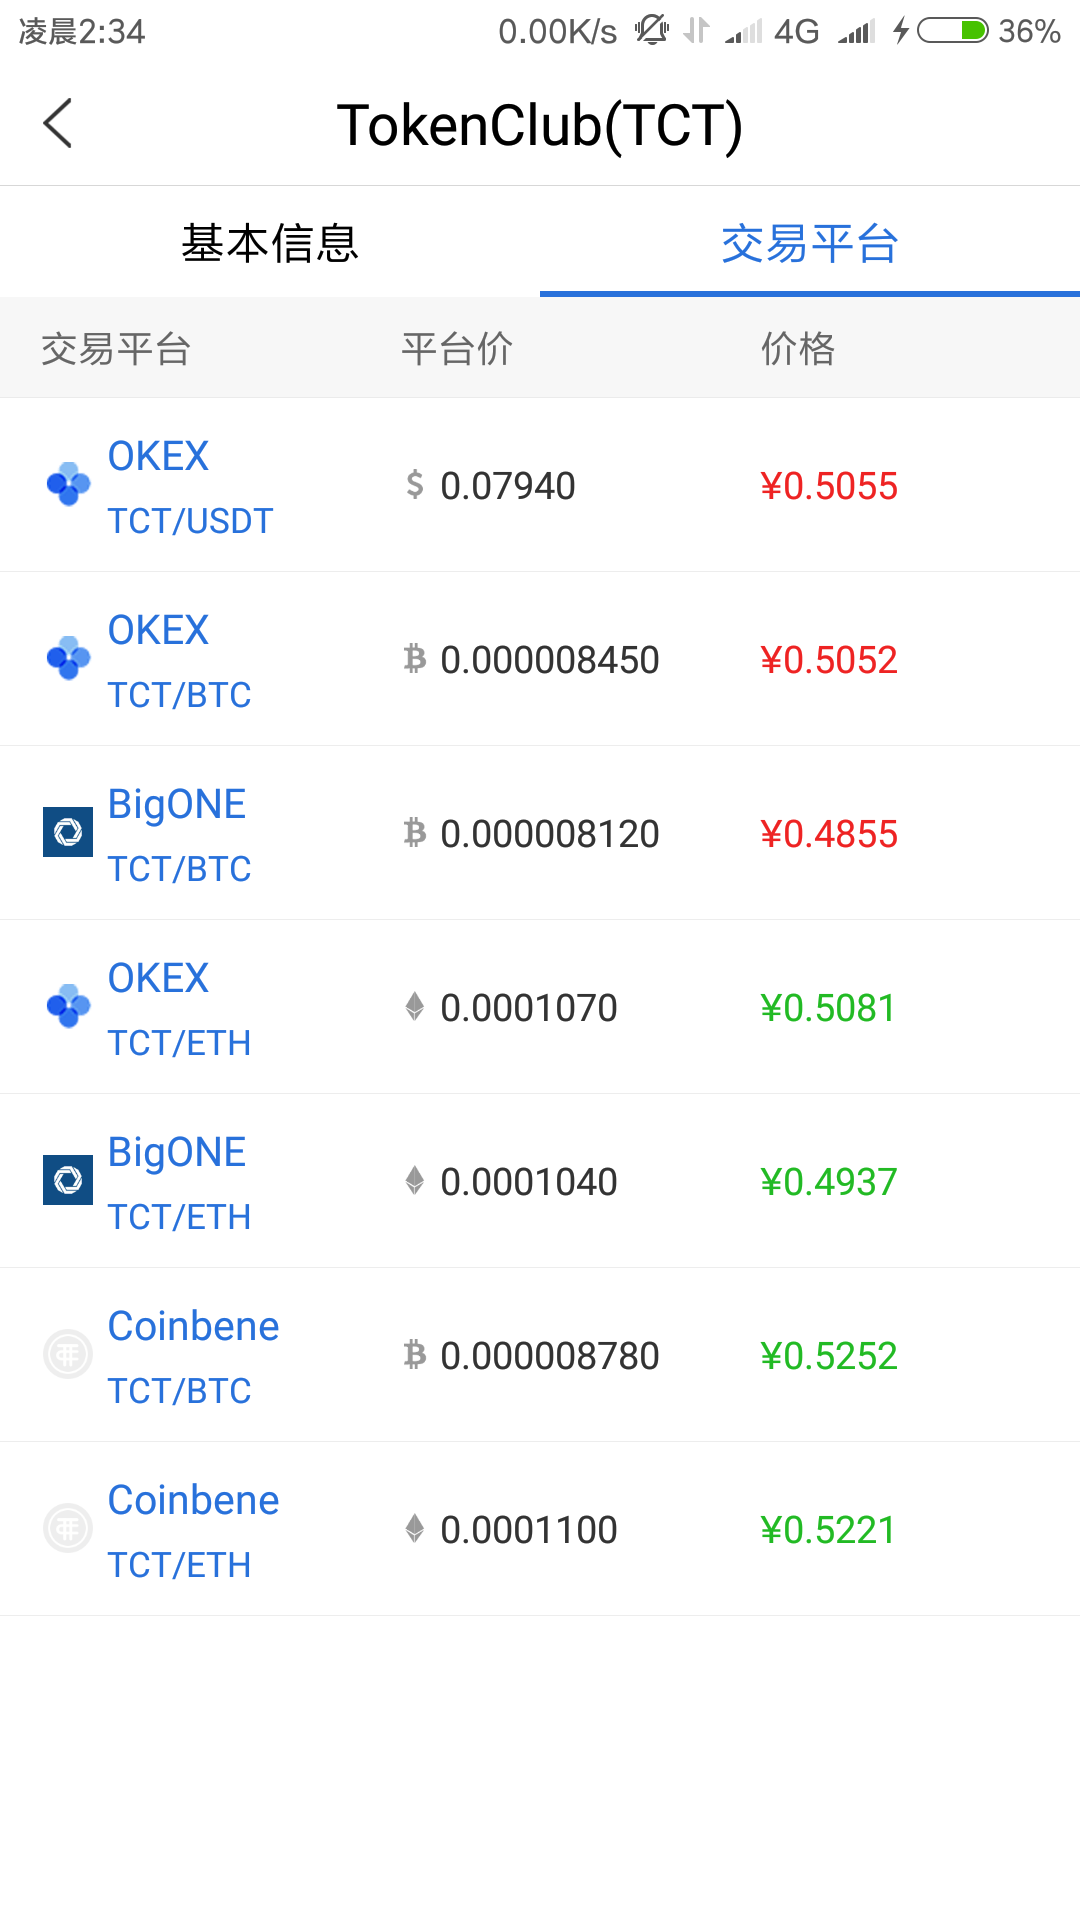 凌晨2:34 0.00K/s 4G 36%
TokenClub(TCT)
基本信息 交易平台
交易平台 平台价 价格
OKEX
TCT/USDT
$ 0.07940 ¥0.5055
OKEX
TCT/BTC
₿ 0.000008450 ¥0.5052
BigONE
TCT/BTC
₿ 0.000008120 ¥0.4855
OKEX
TCT/ETH
0.0001070 ¥0.5081
BigONE
TCT/ETH
0.0001040 ¥0.4937
Coinbene
TCT/BTC
₿ 0.000008780 ¥0.5252
Coinbene
TCT/ETH
0.0001100 ¥0.5221